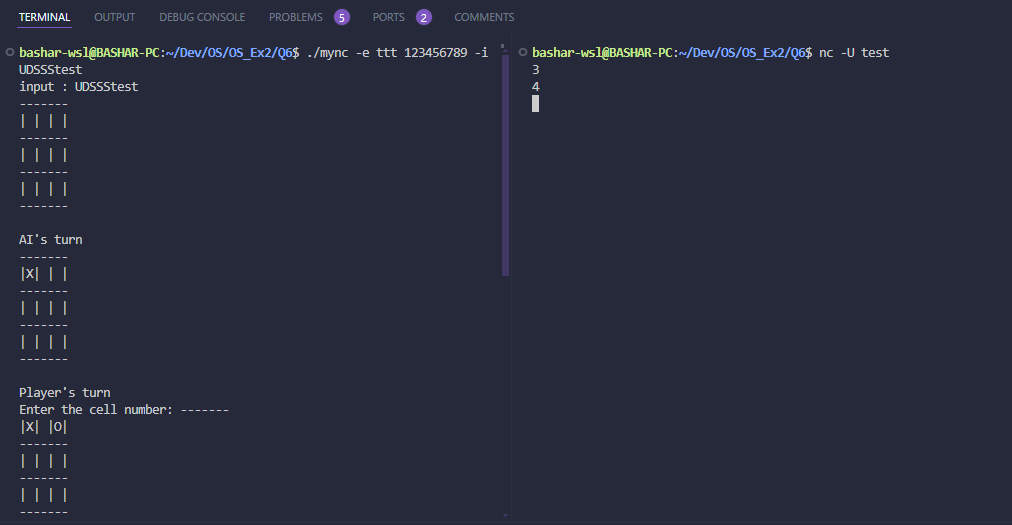 TERMINAL OUTPUT DEBUG CONSOLE PROBLEMS 5 PORTS 2 COMMENTS
bashar-wsl@BASHAR-PC:~/Dev/OS/OS_Ex2/Q6$ ./mync -e ttt 123456789 -i
UDSSStest
input : UDSSStest
-------
| | | |
-------
| | | |
-------
| | | |
-------
AI's turn
-------
|X| | |
-------
| | | |
-------
| | | |
-------
Player's turn
Enter the cell number: -------
|X| |O|
-------
| | | |
-------
| | | |
-------
bashar-wsl@BASHAR-PC:~/Dev/OS/OS_Ex2/Q6$ nc -U test
3
4